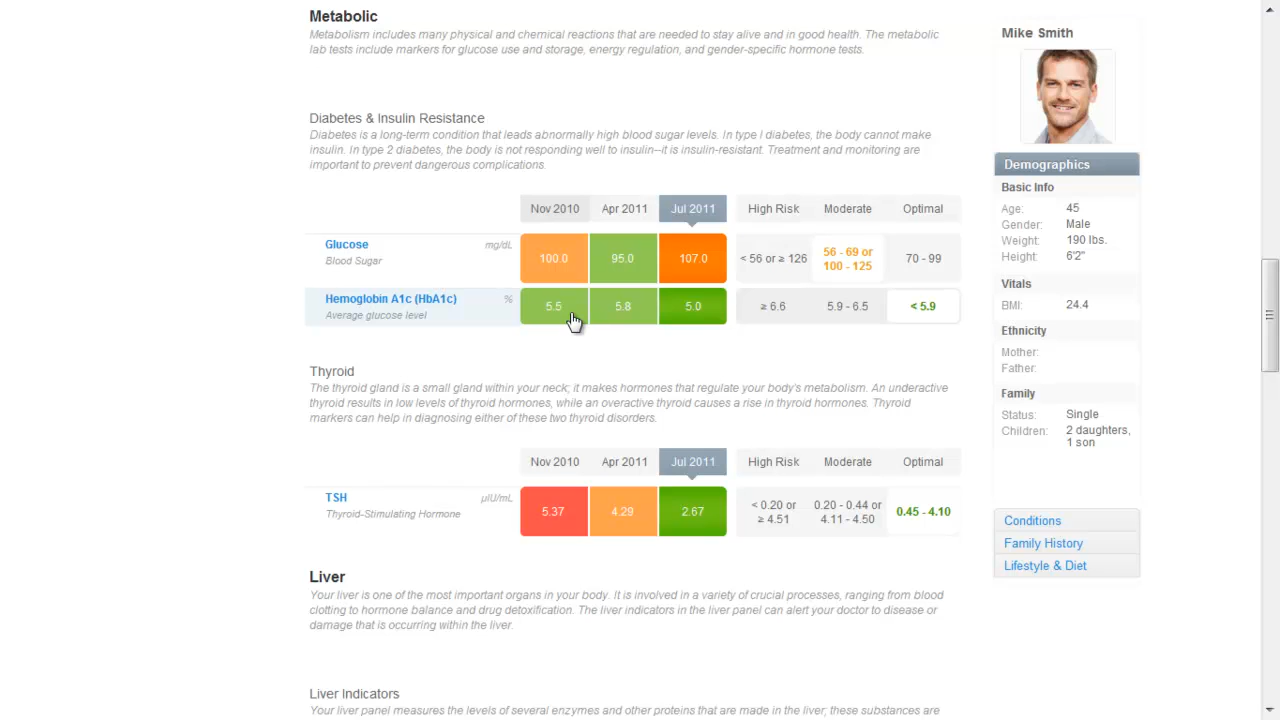 Metabolic
Metabolism includes many physical and chemical reactions that are needed to stay alive and in good health. The metabolic
lab tests include markers for glucose use and storage, energy regulation, and gender-specific hormone tests.
Diabetes & Insulin Resistance
Diabetes is a long-term condition that leads abnormally high blood sugar levels. In type I diabetes, the body cannot make
insulin. In type 2 diabetes, the body is not responding well to insulin--it is insulin-resistant. Treatment and monitoring are
important to prevent dangerous complications.
Nov 2010 Apr 2011 Jul 2011 High Risk Moderate Optimal
Glucose mg/dL
Blood Sugar
100.0 95.0 107.0 < 56 or ≥ 126 56 - 69 or 100 - 125 70 - 99
Hemoglobin A1c (HbA1c) %
Average glucose level
5.5 5.8 5.0 ≥ 6.6 5.9 - 6.5 < 5.9
Thyroid
The thyroid gland is a small gland within your neck; it makes hormones that regulate your body's metabolism. An underactive
thyroid results in low levels of thyroid hormones, while an overactive thyroid causes a rise in thyroid hormones. Thyroid
markers can help in diagnosing either of these two thyroid disorders.
Nov 2010 Apr 2011 Jul 2011 High Risk Moderate Optimal
TSH µIU/mL
Thyroid-Stimulating Hormone
5.37 4.29 2.67 < 0.20 or ≥ 4.51 0.20 - 0.44 or 4.11 - 4.50 0.45 - 4.10
Liver
Your liver is one of the most important organs in your body. It is involved in a variety of crucial processes, ranging from blood
clotting to hormone balance and drug detoxification. The liver indicators in the liver panel can alert your doctor to disease or
damage that is occurring within the liver.
Liver Indicators
Your liver panel measures the levels of several enzymes and other proteins that are made in the liver; these substances are
Mike Smith
Demographics
Basic Info
Age: 45
Gender: Male
Weight: 190 lbs.
Height: 6'2"
Vitals
BMI: 24.4
Ethnicity
Mother:
Father:
Family
Status: Single
Children: 2 daughters,
1 son
Conditions
Family History
Lifestyle & Diet